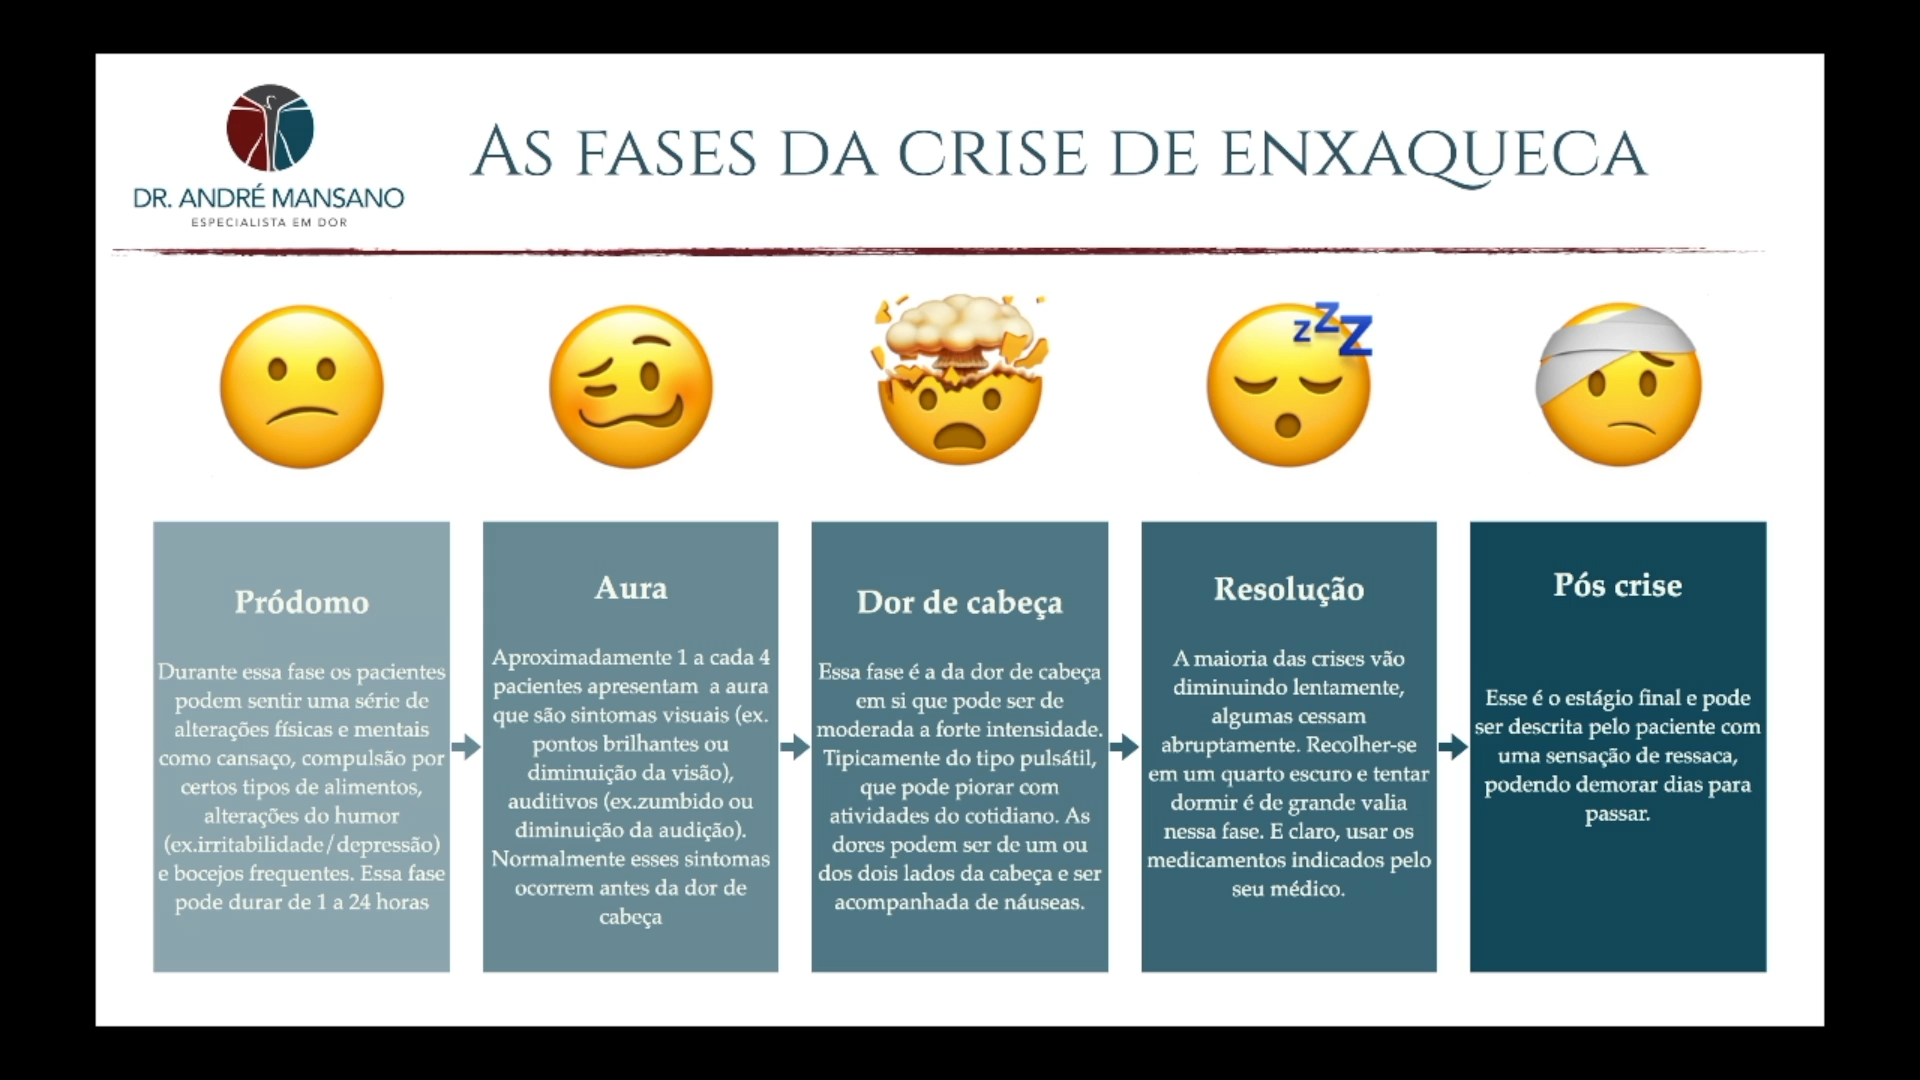 DR. ANDRÉ MANSANO
ESPECIALISTA EM DOR
AS FASES DA CRISE DE ENXAQUECA
z
Z
Z
Pródomo
Durante essa fase os pacientes
podem sentir uma série de
alterações físicas e mentais
como cansaço, compulsão por
certos tipos de alimentos,
alterações do humor
(ex.irritabilidade/depressão)
e bocejos frequentes. Essa fase
pode durar de 1 a 24 horas
Aura
Aproximadamente 1 a cada 4
pacientes apresentam  a aura
que são sintomas visuais (ex.
pontos brilhantes ou
diminuição da visão),
auditivos (ex.zumbido ou
diminuição da audição).
Normalmente esses sintomas
ocorrem antes da dor de
cabeça
Dor de cabeça
Essa fase é a da dor de cabeça
em si que pode ser de
moderada a forte intensidade.
Tipicamente do tipo pulsátil,
que pode piorar com
atividades do cotidiano. As
dores podem ser de um ou
dos dois lados da cabeça e ser
acompanhada de náuseas.
Resolução
A maioria das crises vão
diminuindo lentamente,
algumas cessam
abruptamente. Recolher-se
em um quarto escuro e tentar
dormir é de grande valia
nessa fase. E claro, usar os
medicamentos indicados pelo
seu médico.
Pós crise
Esse é o estágio final e pode
ser descrita pelo paciente com
uma sensação de ressaca,
podendo demorar dias para
passar.